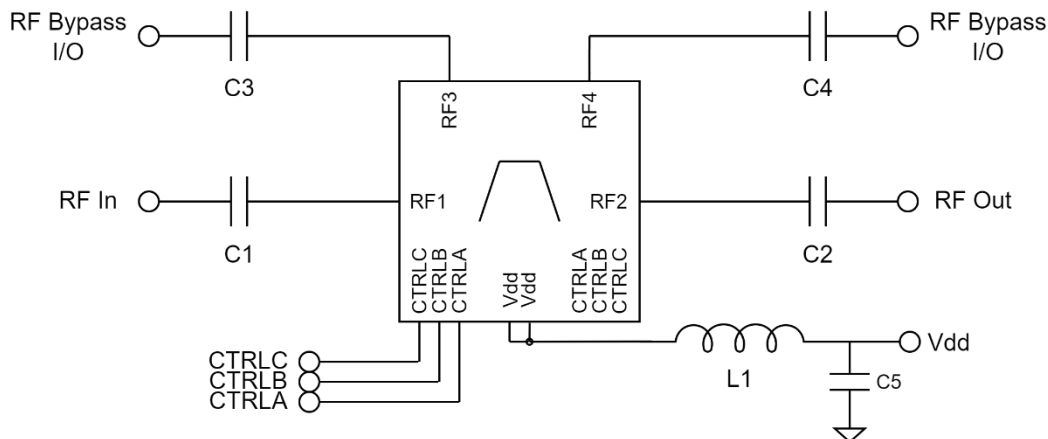 RF Bypass
I/O
C3
C4
RF Bypass
I/O
RF3
RF4
RF In
C1
RF1
RF2
C2
RF Out
CTRLC
CTRLB
CTRLA
Vdd
Vdd
CTRLA
CTRLB
CTRLC
CTRLC
CTRLB
CTRLA
L1
C5
Vdd